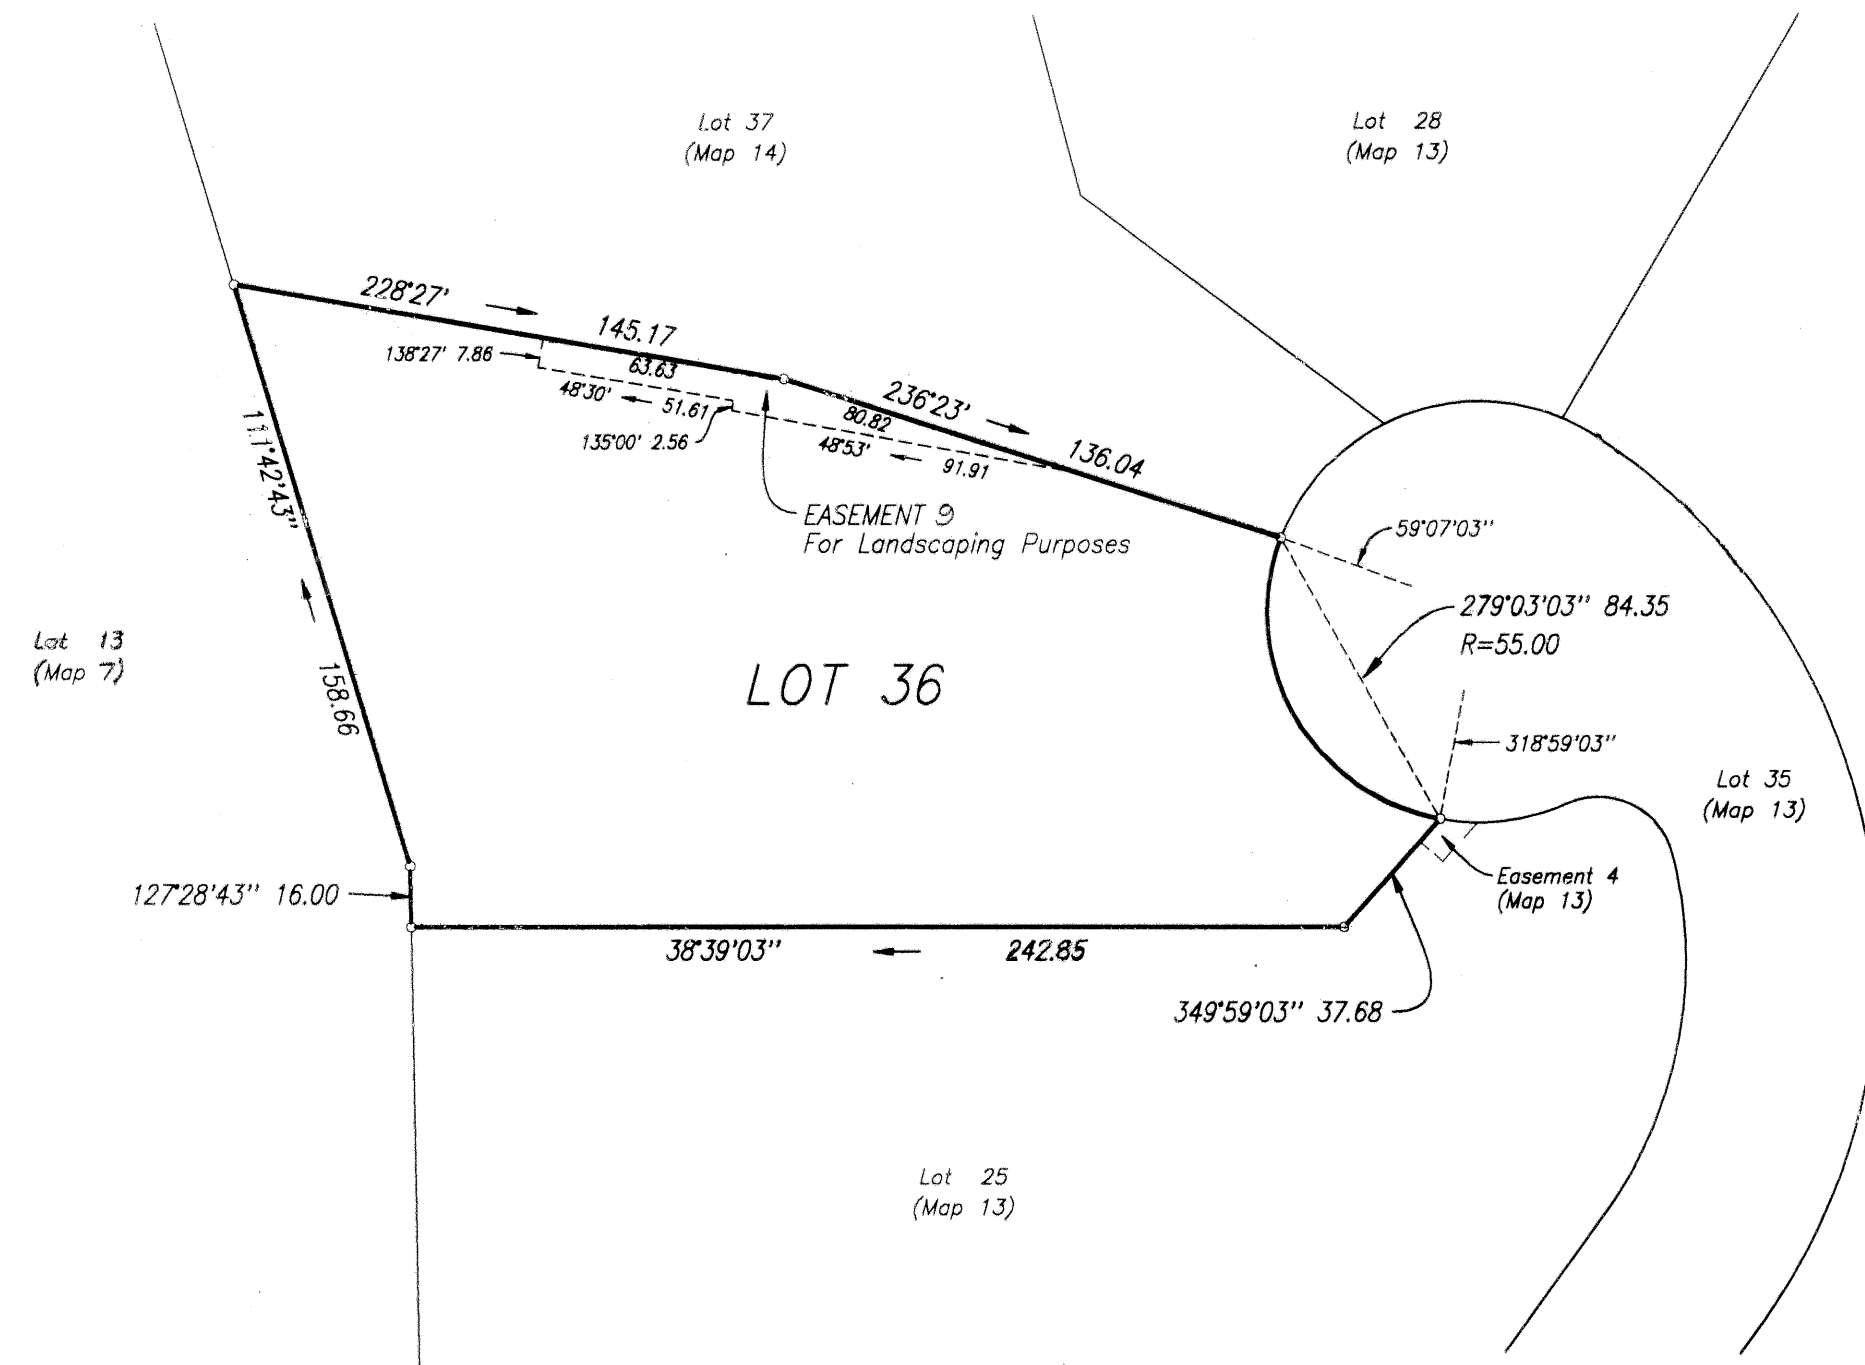 Lot 37
(Map 14)
Lot 28
(Map 13)
228°27'
145.17
138°27' 7.86
63.63
48°30'
51.61
135°00' 2.56
236°23'
80.82
48°53'
91.91
136.04
EASEMENT 9
For Landscaping Purposes
59°07'03"
279°03'03" 84.35
R=55.00
111°42'43"
158.66
Lot 13
(Map 7)
LOT 36
318°59'03"
Lot 35
(Map 13)
Easement 4
(Map 13)
127°28'43" 16.00
38°39'03"
242.85
349°59'03" 37.68
Lot 25
(Map 13)